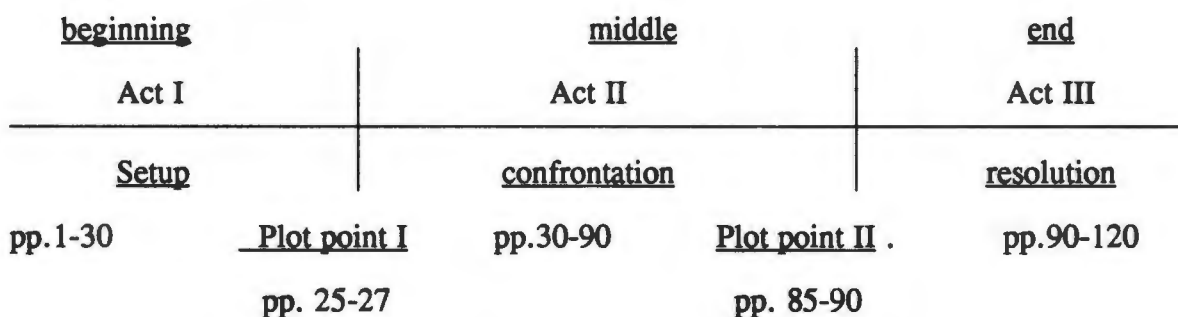 beginning middle end
Act I Act II Act III
Setup confrontation resolution
pp.1-30 Plot point I pp.30-90 Plot point II . pp.90-120
pp. 25-27 pp. 85-90